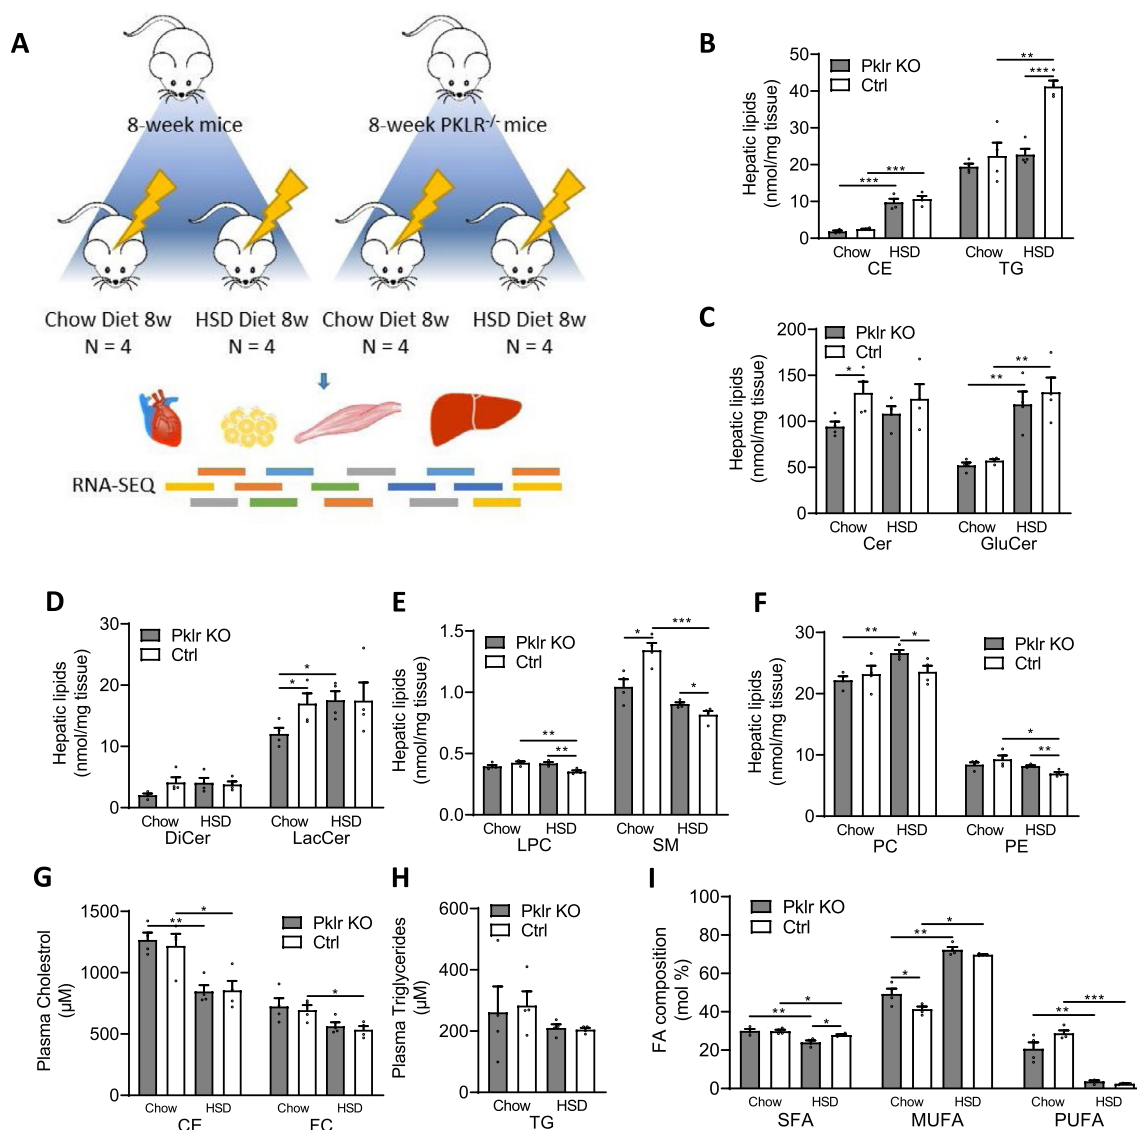 A
8-week mice
8-week PKLR-/- mice
Chow Diet 8w
N = 4
HSD Diet 8w
N = 4
Chow Diet 8w
N = 4
HSD Diet 8w
N = 4
RNA-SEQ
B
Hepatic lipids
(nmol/mg tissue)
50
40
30
20
10
0
Pklr KO
Ctrl
***
***
**
***
Chow HSD Chow HSD
CE TG
C
Hepatic lipids
(nmol/mg tissue)
200
150
100
50
0
Pklr KO
Ctrl
*
**
**
Chow HSD Chow HSD
Cer GluCer
D
Hepatic lipids
(nmol/mg tissue)
30
20
10
0
Pklr KO
Ctrl
*
*
Chow HSD Chow HSD
DiCer LacCer
E
Hepatic lipids
(nmol/mg tissue)
1.5
1.0
0.5
0.0
Pklr KO
Ctrl
**
**
*
***
*
Chow HSD Chow HSD
LPC SM
F
Hepatic lipids
(nmol/mg tissue)
30
20
10
0
Pklr KO
Ctrl
**
*
*
**
Chow HSD Chow HSD
PC PE
G
Plasma Cholestrol
(µM)
1500
1000
500
0
Pklr KO
Ctrl
*
**
*
Chow HSD Chow HSD
CE FC
H
Plasma Triglycerides
(µM)
600
400
200
0
Pklr KO
Ctrl
Chow HSD
TG
I
FA composition
(mol %)
100
80
60
40
20
0
Pklr KO
Ctrl
*
**
*
*
**
*
***
**
Chow HSD Chow HSD Chow HSD
SFA MUFA PUFA